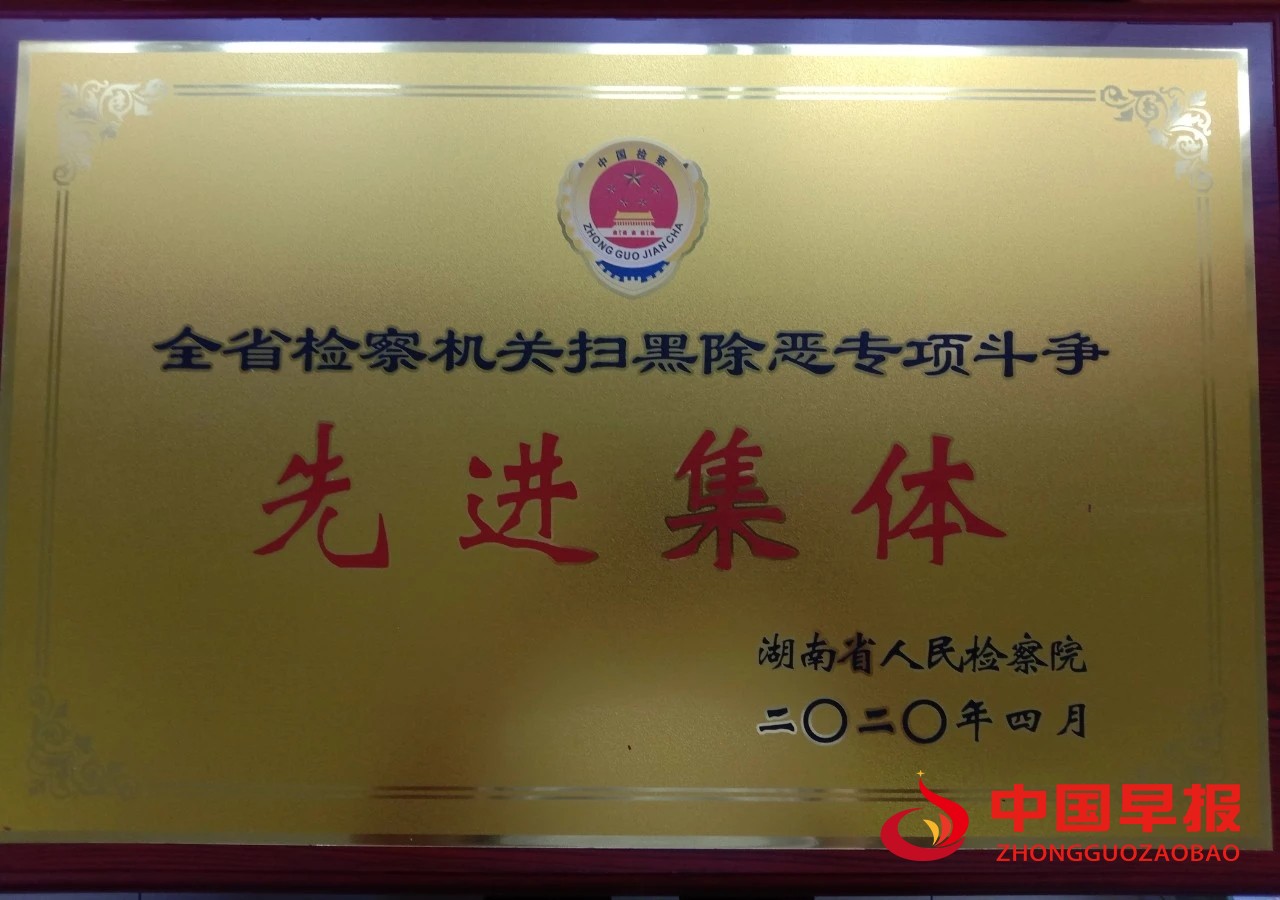 中国检察
ZHONG GUO JIAN CHA
全省检察机关扫黑除恶专项斗争
先进集体
湖南省人民检察院
二〇二〇年四月
中国早报
ZHONGGUOZAOBAO